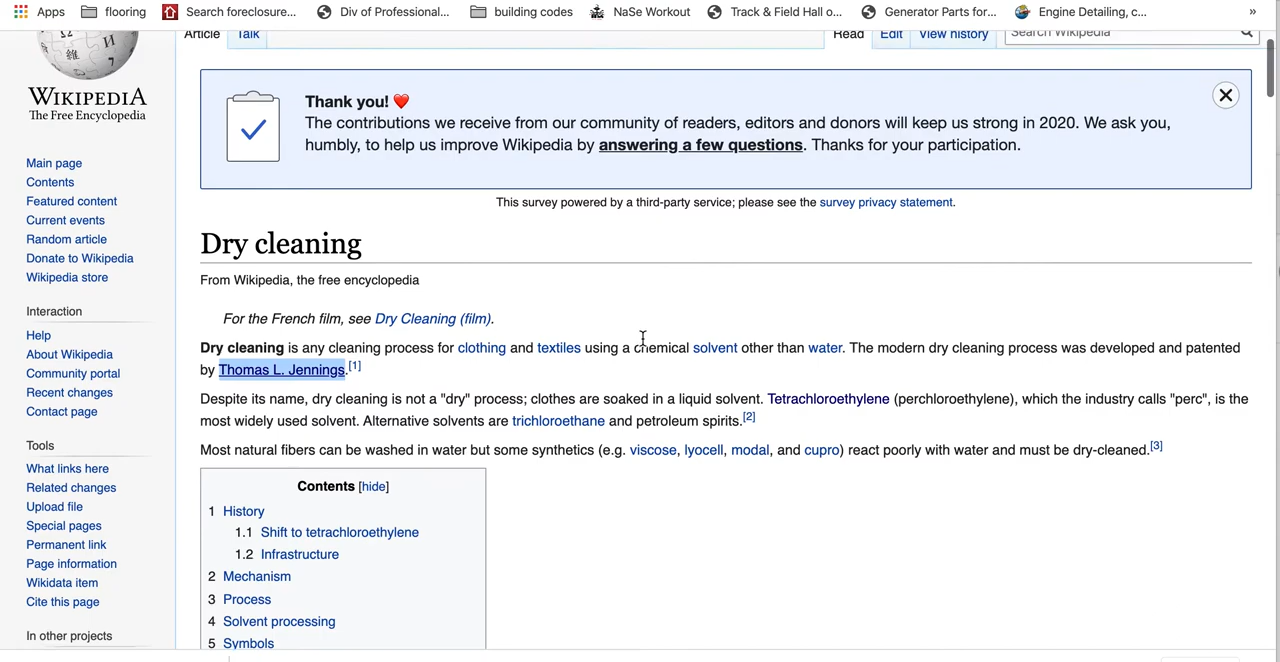 Apps flooring Search foreclosure... Div of Professional... building codes NaSe Workout Track & Field Hall o... Generator Parts for... Engine Detailing, c... »
Article Talk Read Edit View history Search Wikipedia
Ω И
維
WIKIPEDIA
The Free Encyclopedia
Main page
Contents
Featured content
Current events
Random article
Donate to Wikipedia
Wikipedia store
Interaction
Help
About Wikipedia
Community portal
Recent changes
Contact page
Tools
What links here
Related changes
Upload file
Special pages
Permanent link
Page information
Wikidata item
Cite this page
In other projects
Thank you! ❤️
The contributions we receive from our community of readers, editors and donors will keep us strong in 2020. We ask you,
humbly, to help us improve Wikipedia by answering a few questions. Thanks for your participation.
This survey powered by a third-party service; please see the survey privacy statement.
Dry cleaning
From Wikipedia, the free encyclopedia
For the French film, see Dry Cleaning (film).
Dry cleaning is any cleaning process for clothing and textiles using a chemical solvent other than water. The modern dry cleaning process was developed and patented
by Thomas L. Jennings.[1]
Despite its name, dry cleaning is not a "dry" process; clothes are soaked in a liquid solvent. Tetrachloroethylene (perchloroethylene), which the industry calls "perc", is the
most widely used solvent. Alternative solvents are trichloroethane and petroleum spirits.[2]
Most natural fibers can be washed in water but some synthetics (e.g. viscose, lyocell, modal, and cupro) react poorly with water and must be dry-cleaned.[3]
Contents [hide]
1 History
1.1 Shift to tetrachloroethylene
1.2 Infrastructure
2 Mechanism
3 Process
4 Solvent processing
5 Symbols